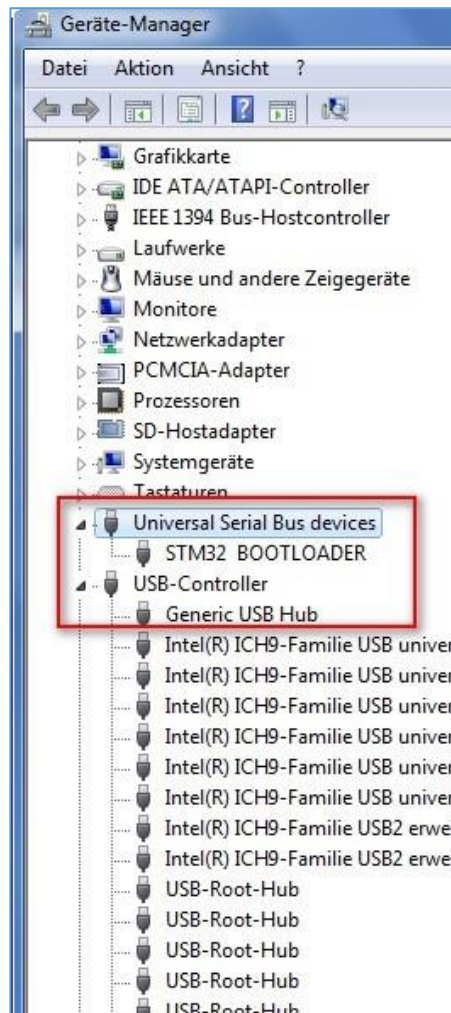 Geräte-Manager
Datei Aktion Ansicht ?
Grafikkarte
IDE ATA/ATAPI-Controller
IEEE 1394 Bus-Hostcontroller
Laufwerke
Mäuse und andere Zeigegeräte
Monitore
Netzwerkadapter
PCMCIA-Adapter
Prozessoren
SD-Hostadapter
Systemgeräte
Tastaturen
Universal Serial Bus devices
STM32 BOOTLOADER
USB-Controller
Generic USB Hub
Intel(R) ICH9-Familie USB univer
Intel(R) ICH9-Familie USB univer
Intel(R) ICH9-Familie USB univer
Intel(R) ICH9-Familie USB univer
Intel(R) ICH9-Familie USB univer
Intel(R) ICH9-Familie USB univer
Intel(R) ICH9-Familie USB2 erwe
Intel(R) ICH9-Familie USB2 erwe
USB-Root-Hub
USB-Root-Hub
USB-Root-Hub
USB-Root-Hub
USB-Root-Hub